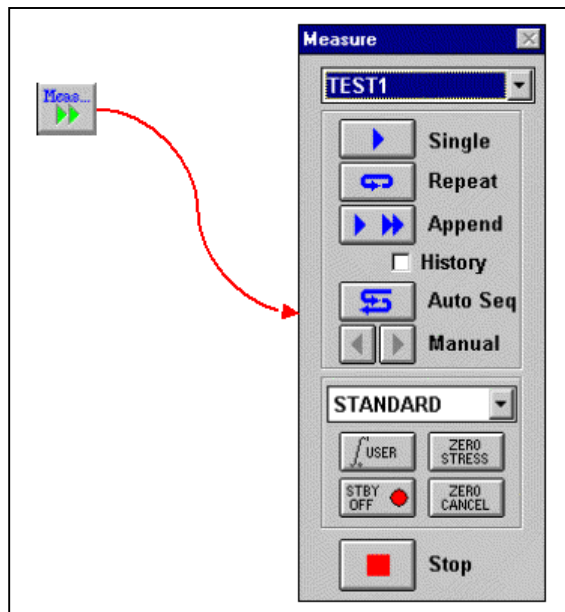 Measure
Meas...
TEST1
Single
Repeat
Append
History
Auto Seq
Manual
STANDARD
USER
ZERO
STRESS
STBY
OFF
ZERO
CANCEL
Stop